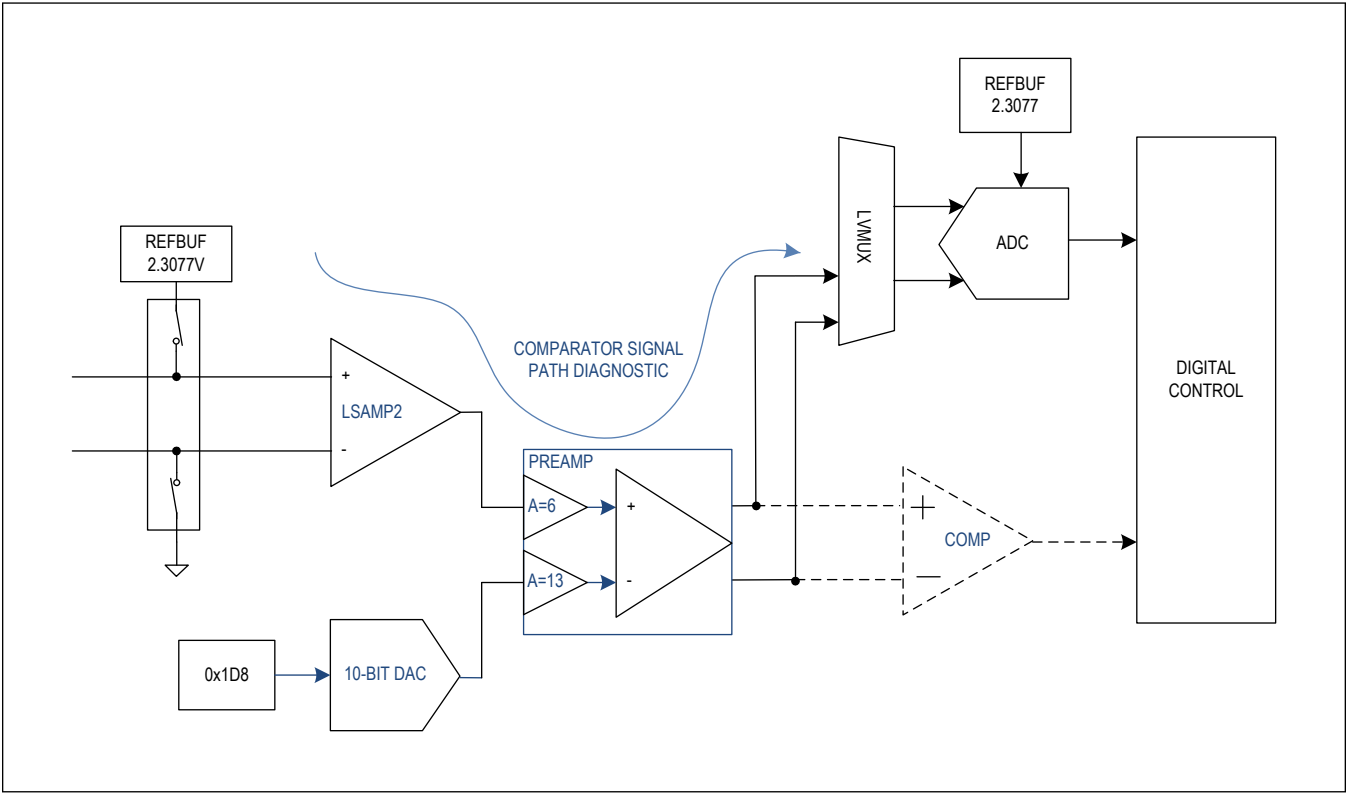 REFBUF
2.3077
LVMUX
ADC
REFBUF
2.3077V
COMPARATOR SIGNAL
PATH DIAGNOSTIC
DIGITAL
CONTROL
+
LSAMP2
-
PREAMP
A=6
+
A=13
-
+
COMP
-
0x1D8
10-BIT DAC